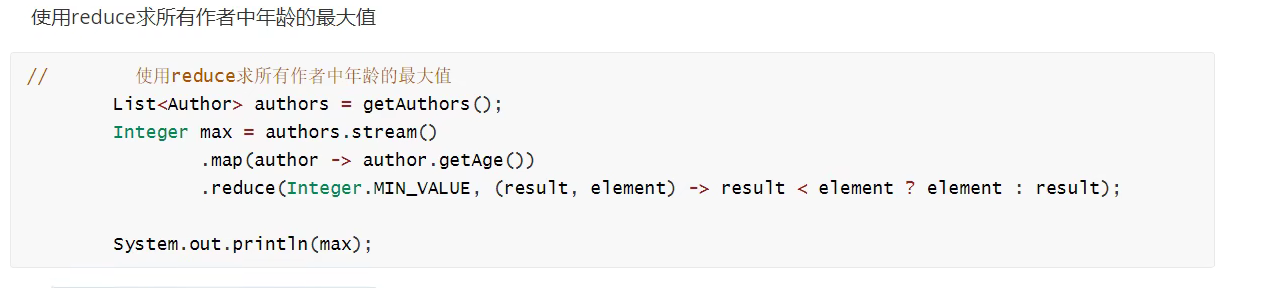 使用reduce求所有作者中年龄的最大值
//        使用reduce求所有作者中年龄的最大值
        List<Author> authors = getAuthors();
        Integer max = authors.stream()
                .map(author -> author.getAge())
                .reduce(Integer.MIN_VALUE, (result, element) -> result < element ? element : result);
        System.out.println(max);